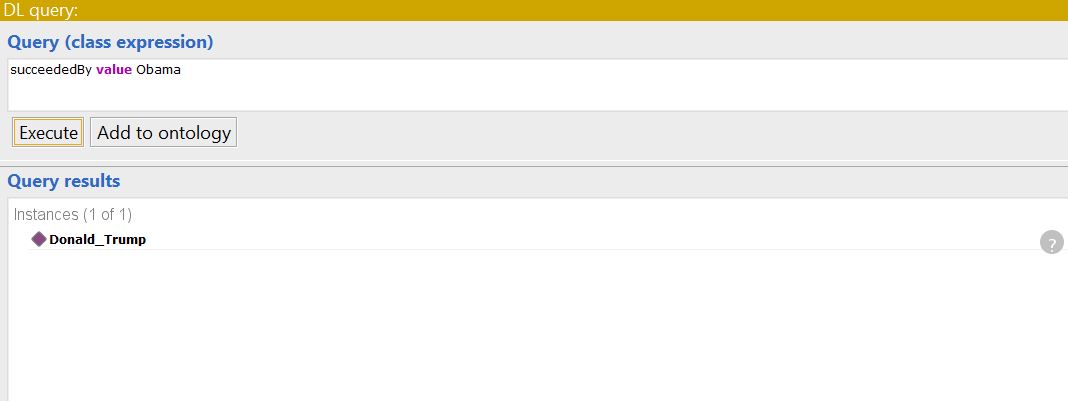 DL query:
Query (class expression)
succeededBy value Obama
Execute Add to ontology
Query results
Instances (1 of 1)
Donald_Trump ?